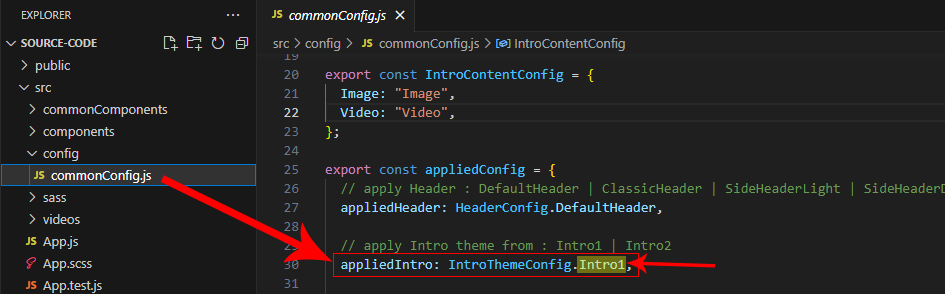 EXPLORER
SOURCE-CODE
public
src
commonComponents
components
config
JS commonConfig.js
sass
videos
JS App.js
App.scss
JS App.test.js
JS commonConfig.js
src > config > JS commonConfig.js > IntroContentConfig
19
20 export const IntroContentConfig = {
21 Image: "Image",
22 Video: "Video",
23 };
24
25 export const appliedConfig = {
26 // apply Header : DefaultHeader | ClassicHeader | SideHeaderLight | SideHeaderD
27 appliedHeader: HeaderConfig.DefaultHeader,
28
29 // apply Intro theme from : Intro1 | Intro2
30 appliedIntro: IntroThemeConfig.Intro1,
31